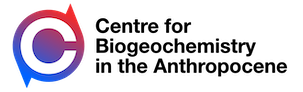 C
Centre for
Biogeochemistry
in the Anthropocene